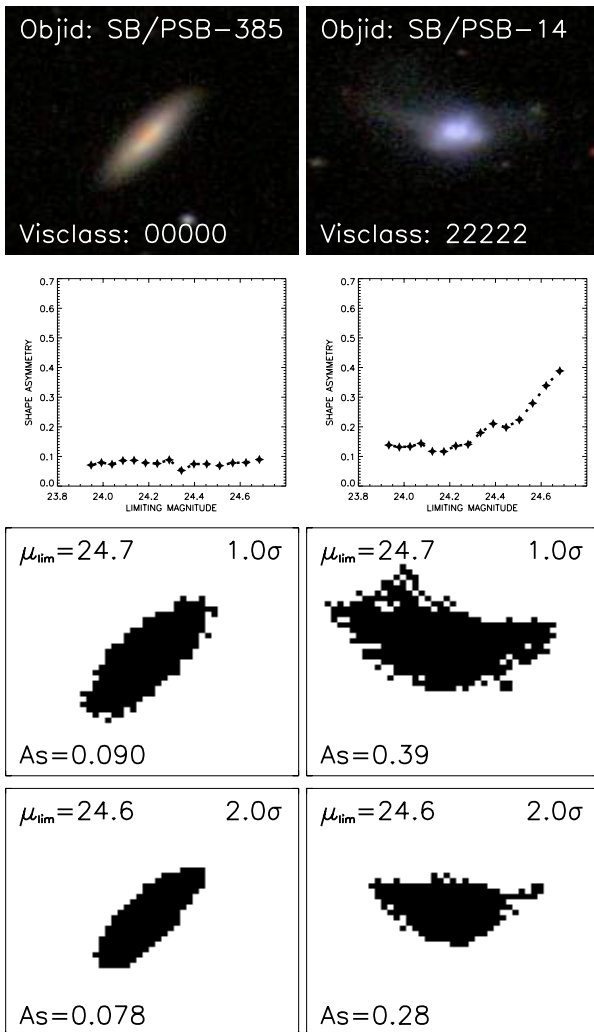 Objid: SB/PSB-385
Visclass: 00000
Objid: SB/PSB-14
Visclass: 22222
SHAPE ASYMMETRY
0.7
0.6
0.5
0.4
0.3
0.2
0.1
0.0
23.8 24.0 24.2 24.4 24.6
LIMITING MAGNITUDE
SHAPE ASYMMETRY
0.7
0.6
0.5
0.4
0.3
0.2
0.1
0.0
23.8 24.0 24.2 24.4 24.6
LIMITING MAGNITUDE
μlim=24.7 1.0σ
As=0.090
μlim=24.7 1.0σ
As=0.39
μlim=24.6 2.0σ
As=0.078
μlim=24.6 2.0σ
As=0.28